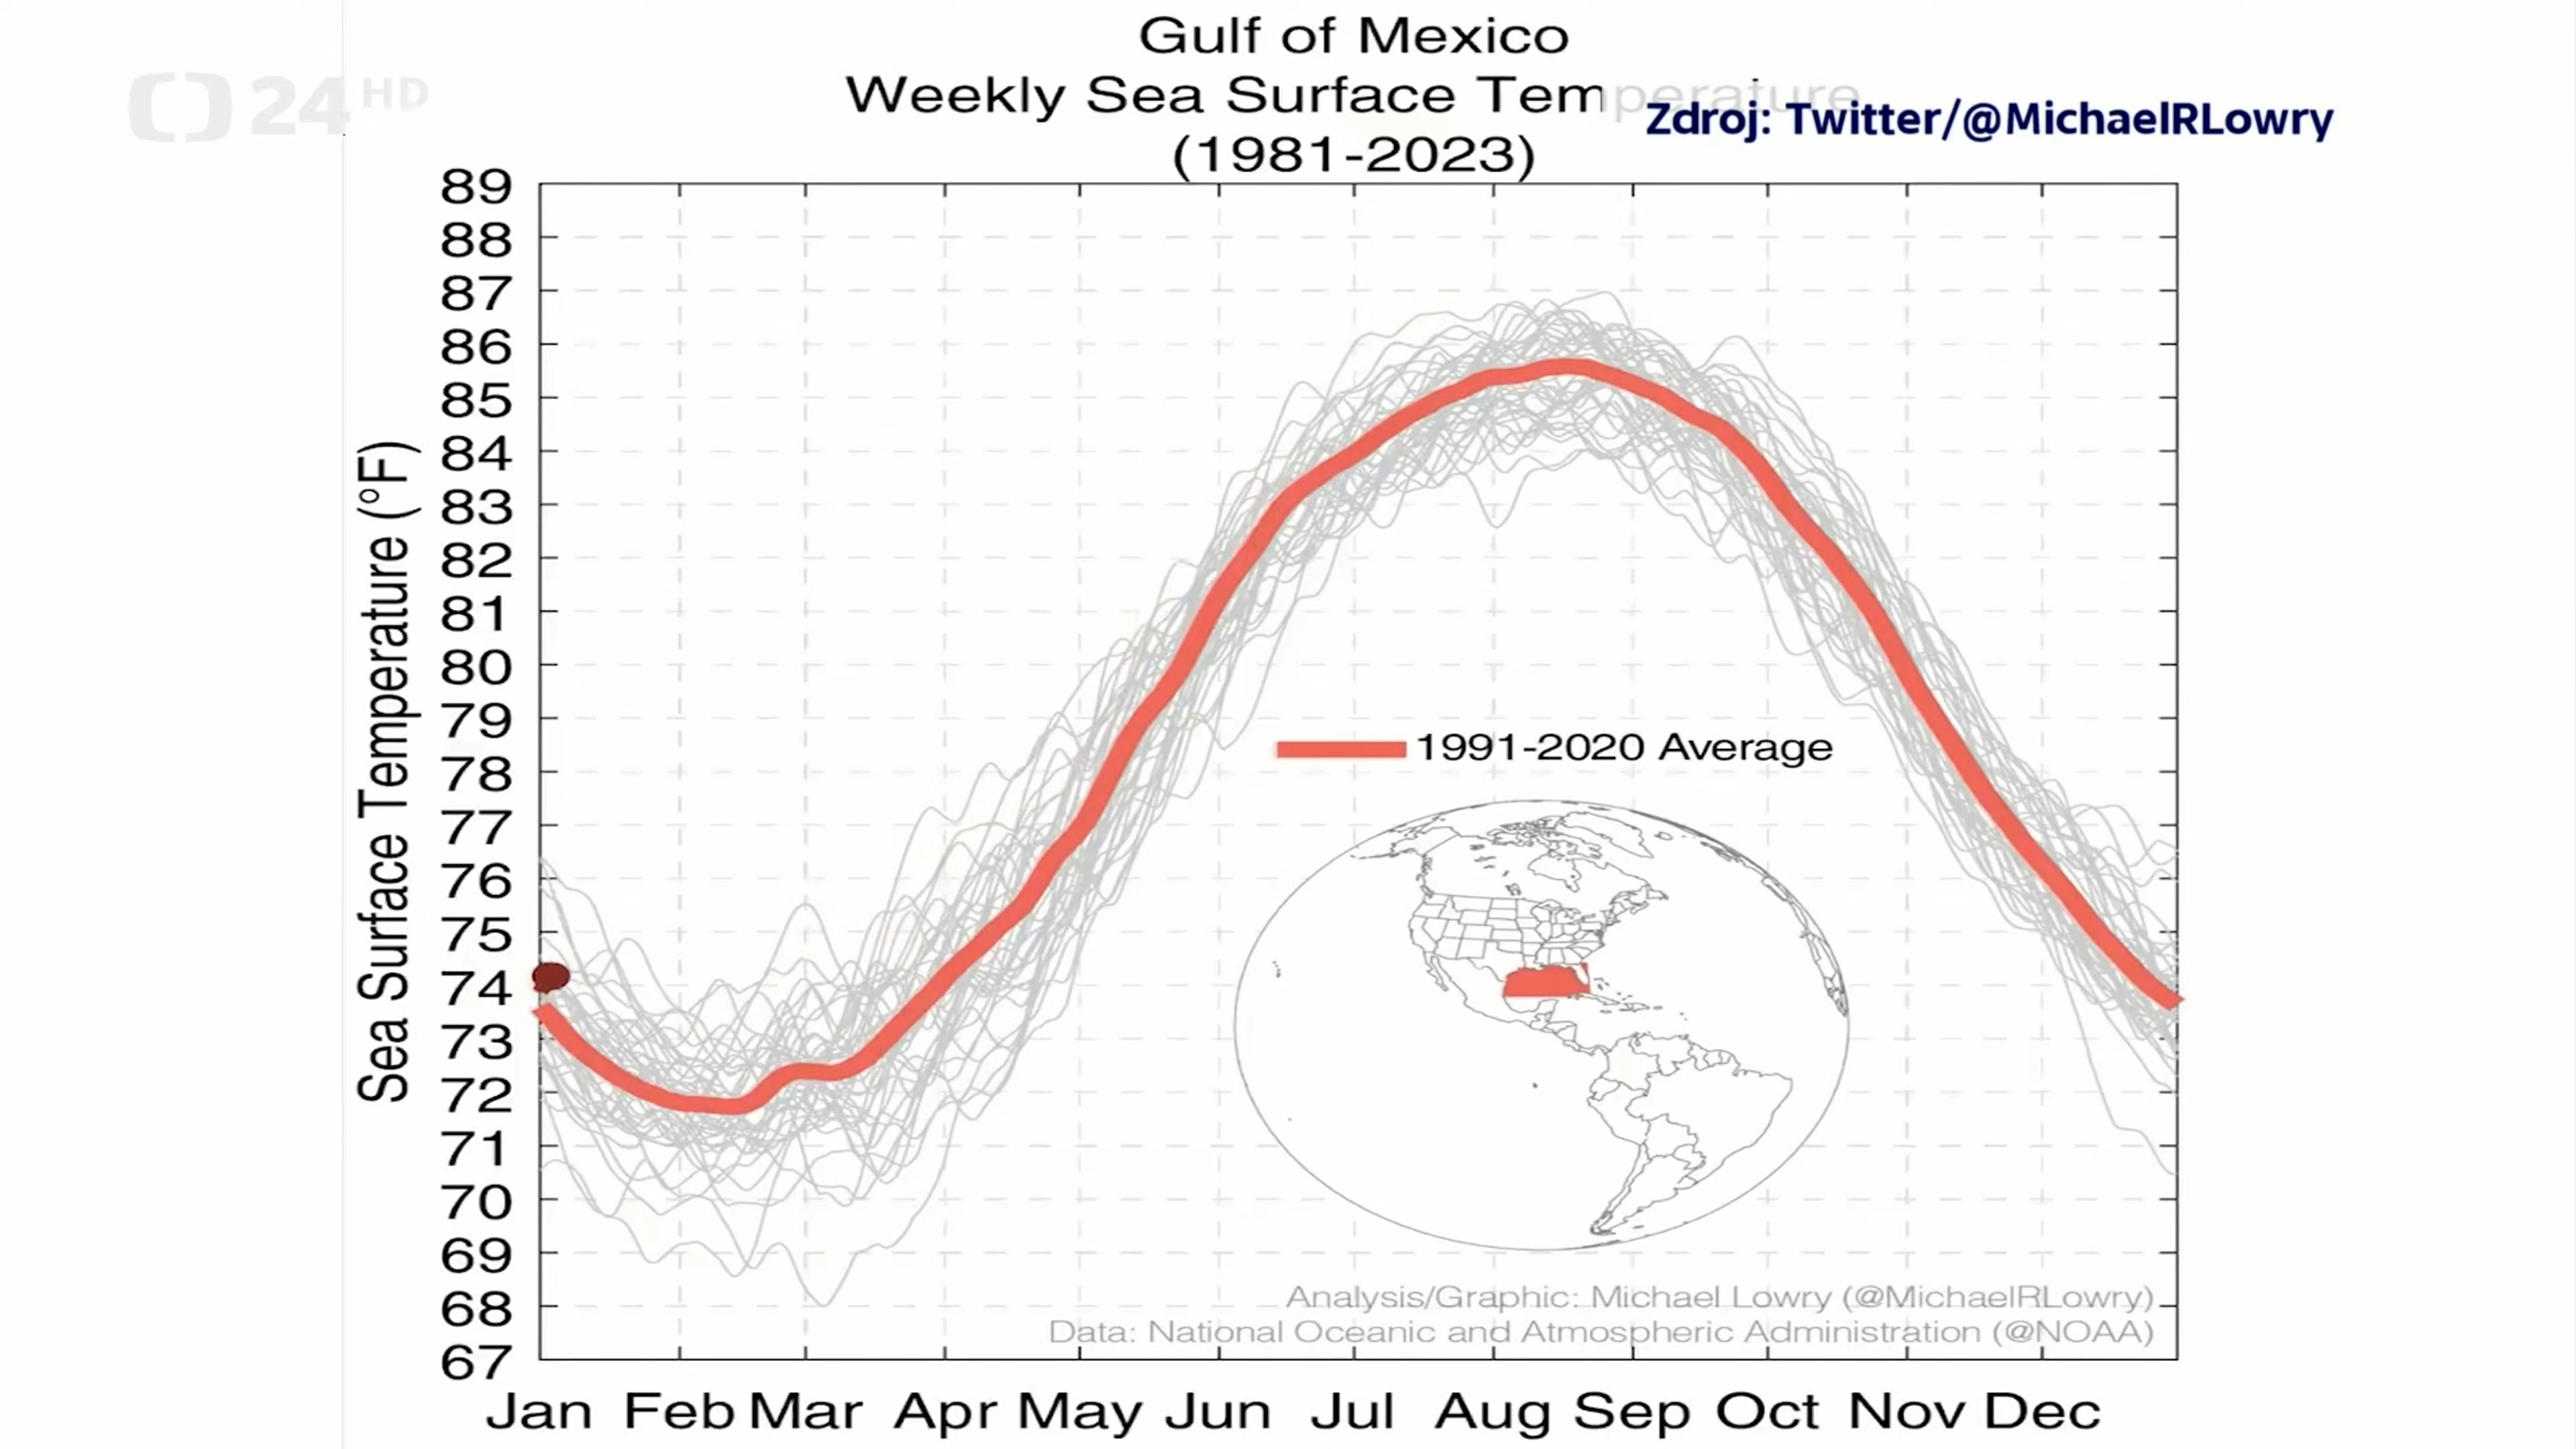 Gulf of Mexico
Weekly Sea Surface Temperature
(1981-2023)
24 HD
Zdroj: Twitter/@MichaelRLowry
Sea Surface Temperature (°F)
89
88
87
86
85
84
83
82
81
80
79
78
77
76
75
74
73
72
71
70
69
68
67
1991-2020 Average
Analysis/Graphic: Michael Lowry (@MichaelRLowry)
Data: National Oceanic and Atmospheric Administration (@NOAA)
Jan Feb Mar Apr May Jun Jul Aug Sep Oct Nov Dec